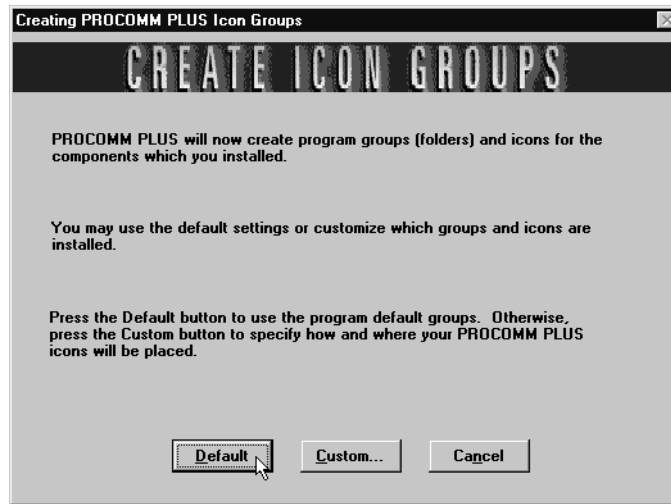 Creating PROCOMM PLUS Icon Groups
CREATE ICON GROUPS
PROCOMM PLUS will now create program groups (folders) and icons for the
components which you installed.
You may use the default settings or customize which groups and icons are
installed.
Press the Default button to use the program default groups.  Otherwise,
press the Custom button to specify how and where your PROCOMM PLUS
icons will be placed.
Default Custom... Cancel